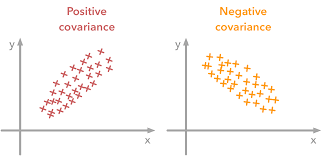 Positive
covariance
Negative
covariance
y
x
y
x